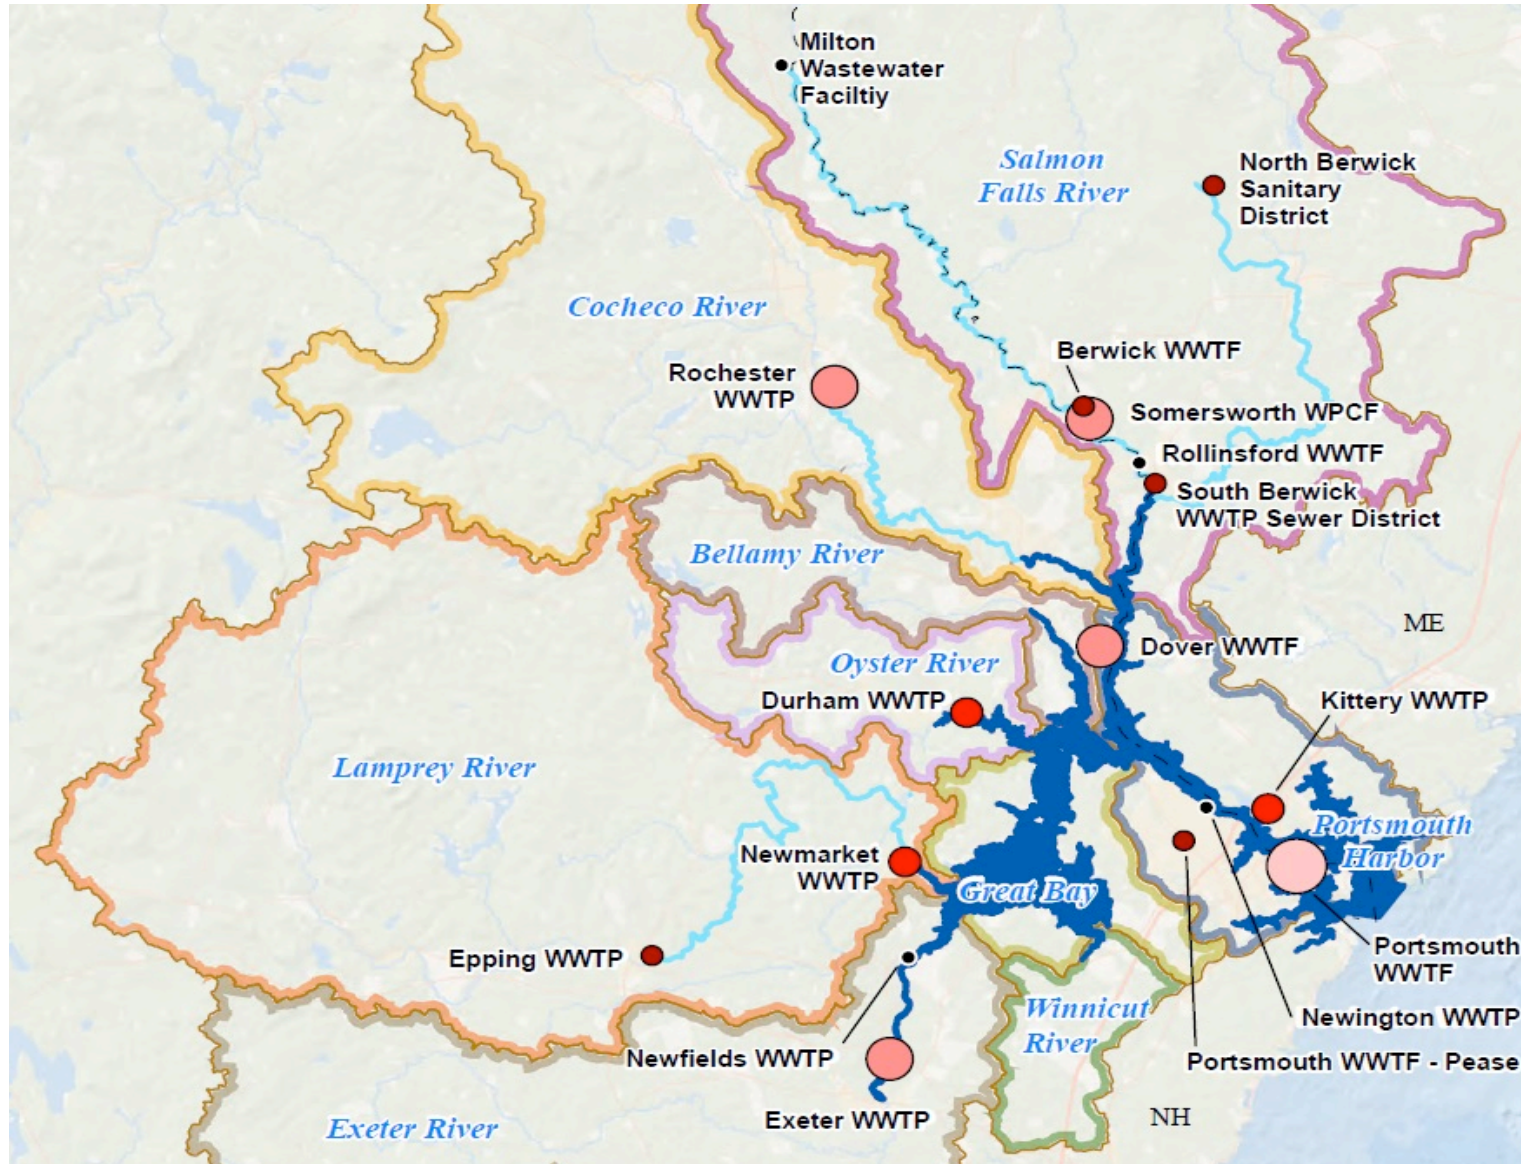 Milton
Wastewater
Faciltiy
Salmon
Falls River
North Berwick
Sanitary
District
Cocheco River
Berwick WWTF
Rochester
WWTP
Somersworth WPCF
Rollinsford WWTF
South Berwick
WWTP Sewer District
Bellamy River
ME
Oyster River
Dover WWTF
Durham WWTP
Kittery WWTP
Lamprey River
Portsmouth
Harbor
Newmarket
WWTP
Great Bay
Epping WWTP
Portsmouth
WWTF
Winnicut
River
Newington WWTP
Newfields WWTP
Portsmouth WWTF - Pease
Exeter WWTP
NH
Exeter River